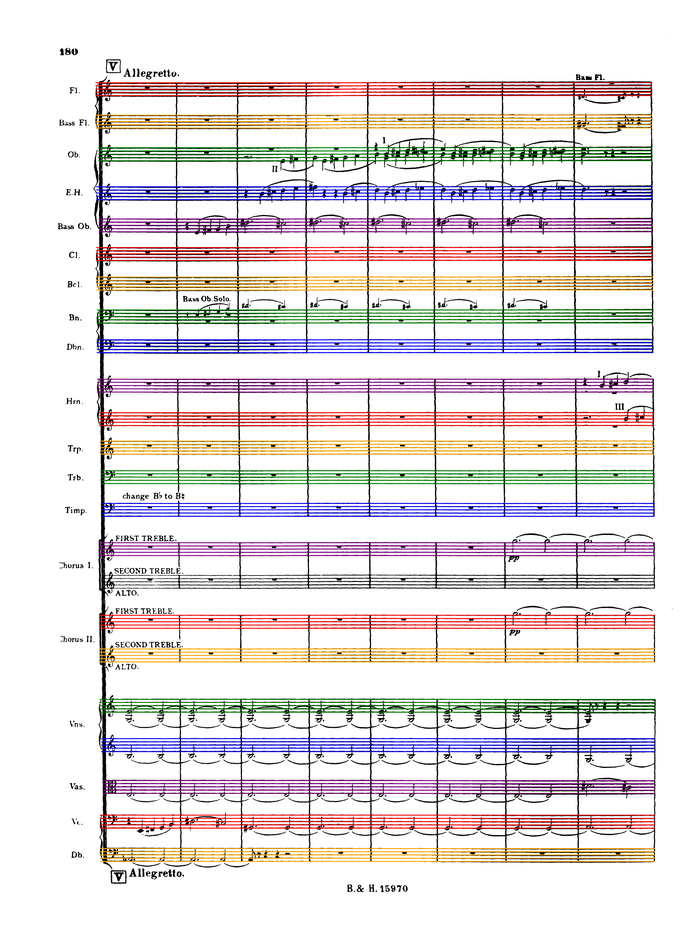 180
V Allegretto.
Bass Fl.
Fl.
Bass Fl.
I
Ob.
II
E.H.
Bass Ob.
Cl.
Bcl.
Bass Ob. Solo.
Bn.
Dbn.
I
Hrn.
III
Trp.
Trb.
change B♭ to B♮
Timp.
FIRST TREBLE.
Chorus I.
pp
SECOND TREBLE.
ALTO.
FIRST TREBLE.
Chorus II.
pp
SECOND TREBLE.
ALTO.
Vns.
Vas.
Vc.
Db.
V Allegretto.
B. & H. 15970